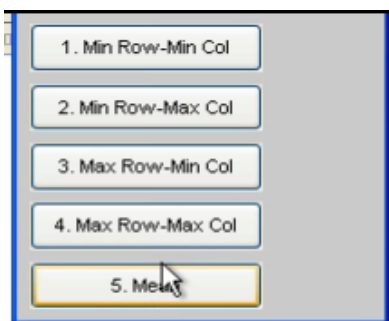 1. Min Row-Min Col
2. Min Row-Max Col
3. Max Row-Min Col
4. Max Row-Max Col
5.